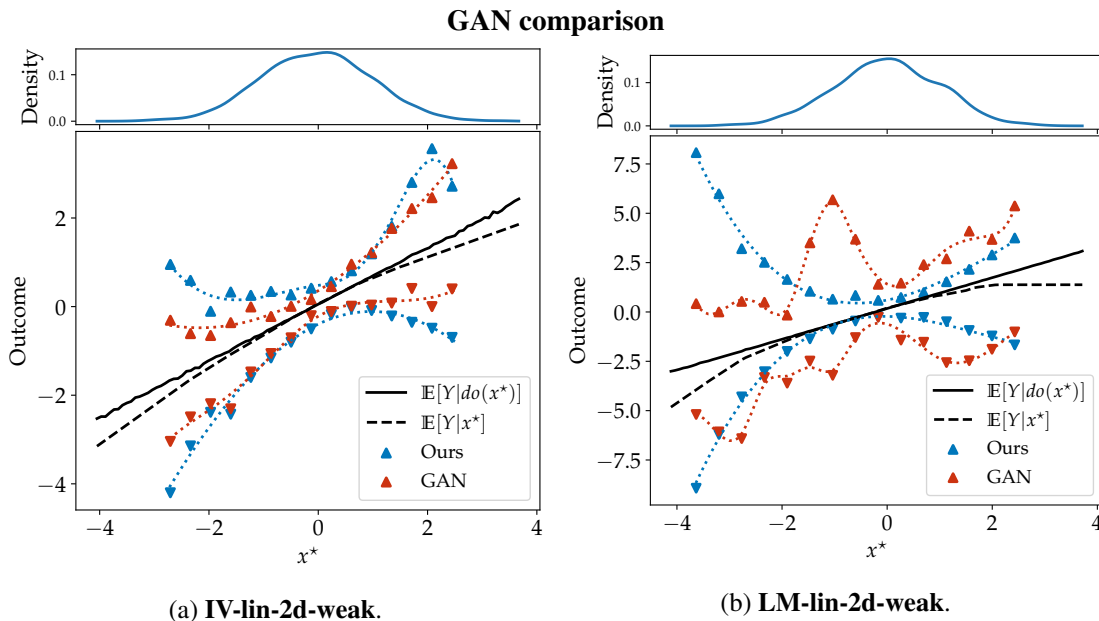 GAN comparison
Density
0.1
0.0
Outcome
2
0
−2
−4
−4 −2 0 2 4
x⋆
𝔼[Y|do(x⋆)]
𝔼[Y|x⋆]
Ours
GAN
(a) IV-lin-2d-weak.
Density
0.1
0.0
Outcome
7.5
5.0
2.5
0.0
−2.5
−5.0
−7.5
−4 −2 0 2 4
x⋆
𝔼[Y|do(x⋆)]
𝔼[Y|x⋆]
Ours
GAN
(b) LM-lin-2d-weak.